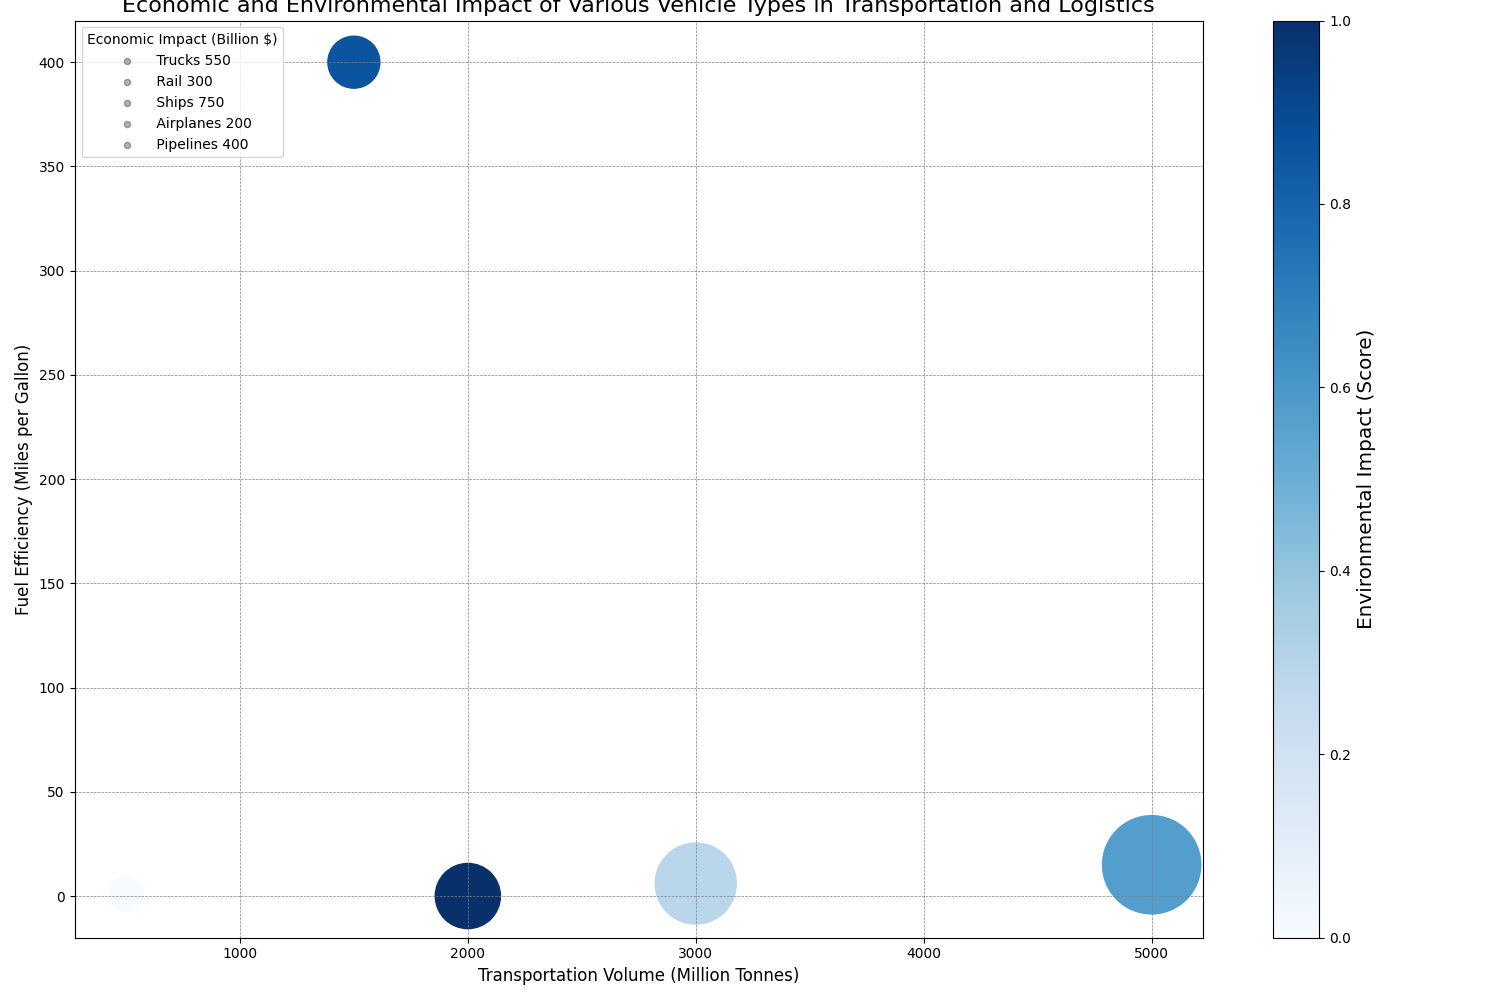 Economic and Environmental Impact of Various Vehicle Types in Transportation and Logistics
Economic Impact (Billion $)
Trucks 550
Rail 300
Ships 750
Airplanes 200
Pipelines 400
400
350
300
250
200
150
100
50
0
Fuel Efficiency (Miles per Gallon)
1000
2000
3000
4000
5000
Transportation Volume (Million Tonnes)
1.0
0.8
0.6
0.4
0.2
0.0
Environmental Impact (Score)